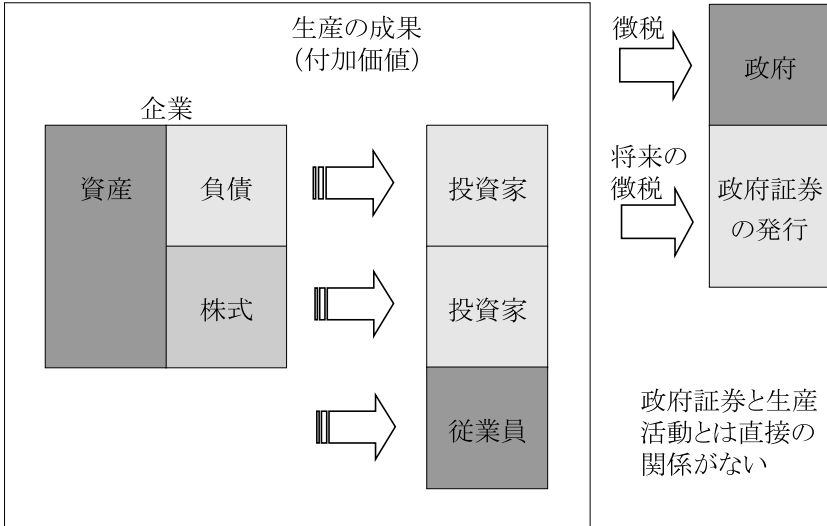 生産の成果
（付加価値）
企業
資産
負債
株式
投資家
投資家
従業員
徴税
政府
将来の
徴税
政府証券
の発行
政府証券と生産
活動とは直接の
関係がない